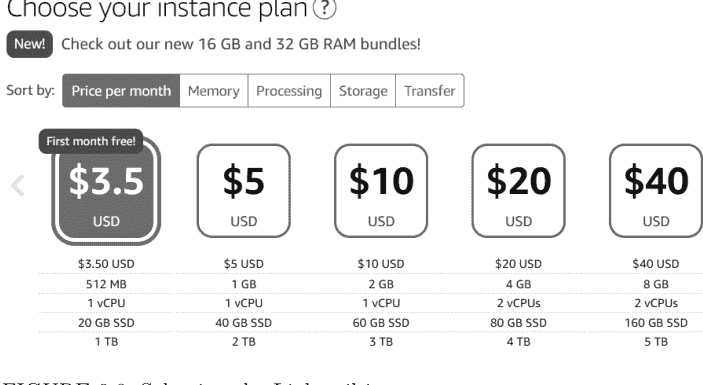 Choose your instance plan ?
New! Check out our new 16 GB and 32 GB RAM bundles!
Sort by: Price per month Memory Processing Storage Transfer
First month free!
$3.5 $5 $10 $20 $40
USD USD USD USD USD
$3.50 USD $5 USD $10 USD $20 USD $40 USD
512 MB 1 GB 2 GB 4 GB 8 GB
1 vCPU 1 vCPU 1 vCPU 2 vCPUs 2 vCPUs
20 GB SSD 40 GB SSD 60 GB SSD 80 GB SSD 160 GB SSD
1 TB 2 TB 3 TB 4 TB 5 TB